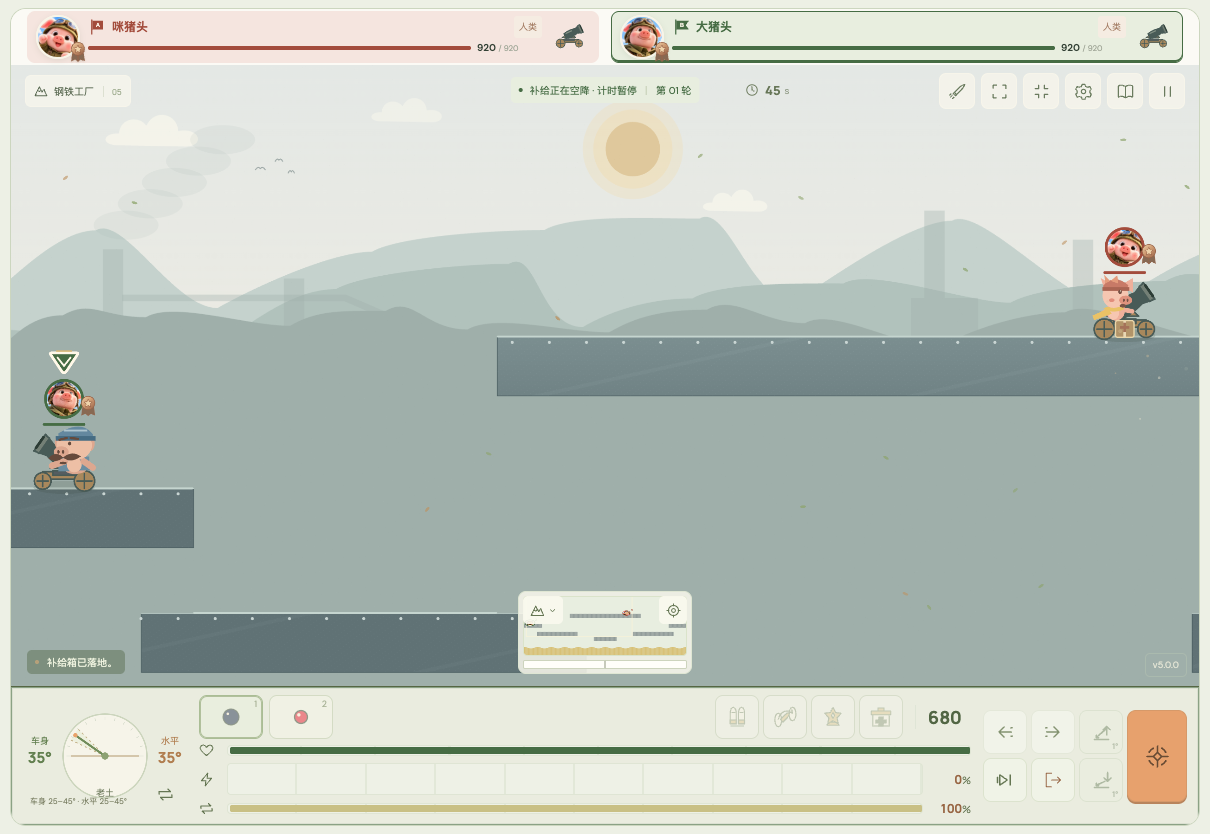 咪猪头
人类
920 / 920
大猪头
人类
920 / 920
钢铁工厂 05
补给正在空降 · 计时暂停 第 01 轮
45 s
补给箱已落地。
v5.0.0
车身
35°
水平
35°
老土
车身 25–45° · 水平 25–45°
1
2
680
0%
100%
1°
1°